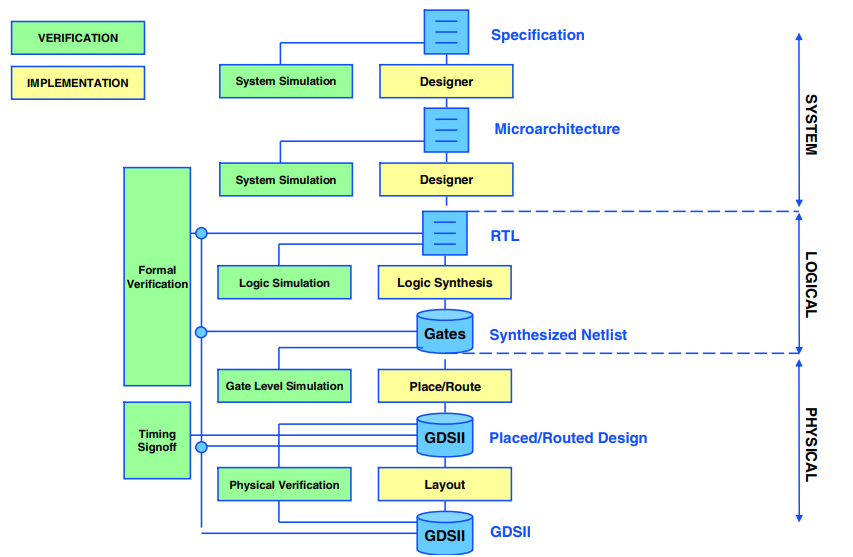 VERIFICATION
IMPLEMENTATION
Specification
System Simulation
Designer
Microarchitecture
System Simulation
Designer
SYSTEM
RTL
Formal
Verification
Logic Simulation
Logic Synthesis
LOGICAL
Gates
Synthesized Netlist
Gate Level Simulation
Place/Route
Timing
Signoff
GDSII
Placed/Routed Design
PHYSICAL
Physical Verification
Layout
GDSII
GDSII